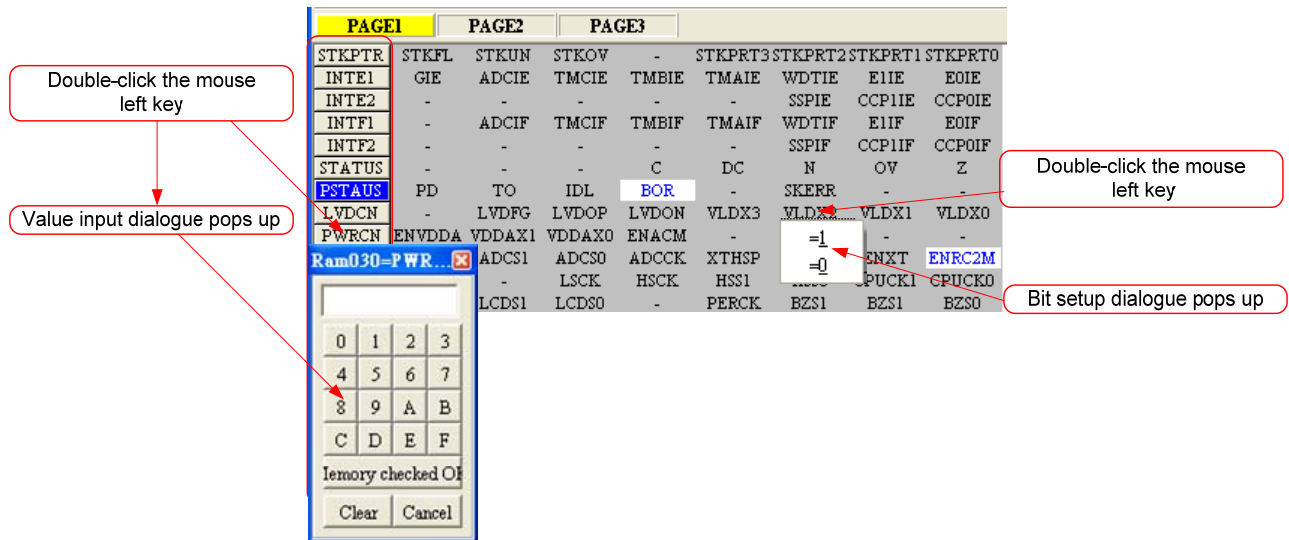 PAGE1 PAGE2 PAGE3
STKPTR STKFL STKUN STKOV - STKPRT3 STKPRT2 STKPRT1 STKPRT0
INTE1 GIE ADCIE TMCIE TMBIE TMAIE WDTIE E1IE E0IE
INTE2 - - - - - SSPIE CCP1IE CCP0IE
INTF1 - ADCIF TMCIF TMBIF TMAIF WDTIF E1IF E0IF
INTF2 - - - - - SSPIF CCP1IF CCP0IF
STATUS - - - C DC N OV Z
PSTAUS PD TO IDL BOR - SKERR - -
LVDCN - LVDFG LVDOP LVDON VLDX3 VLDX2 VLDX1 VLDX0
PWRCN ENVDDA VDDAX1 VDDAX0 ENACM - - -
ADCS1 ADCS0 ADCCK XTHSP ENXT ENRC2M
- LSCK HSCK HSS1 CPUCK1 CPUCK0
LCDS1 LCDS0 - PERCK BZS1 BZS1 BZS0
=1
=0
Double-click the mouse
left key
Value input dialogue pops up
Double-click the mouse
left key
Bit setup dialogue pops up
Ram030=PWR...
0 1 2 3
4 5 6 7
8 9 A B
C D E F
checked
Clear Cancel